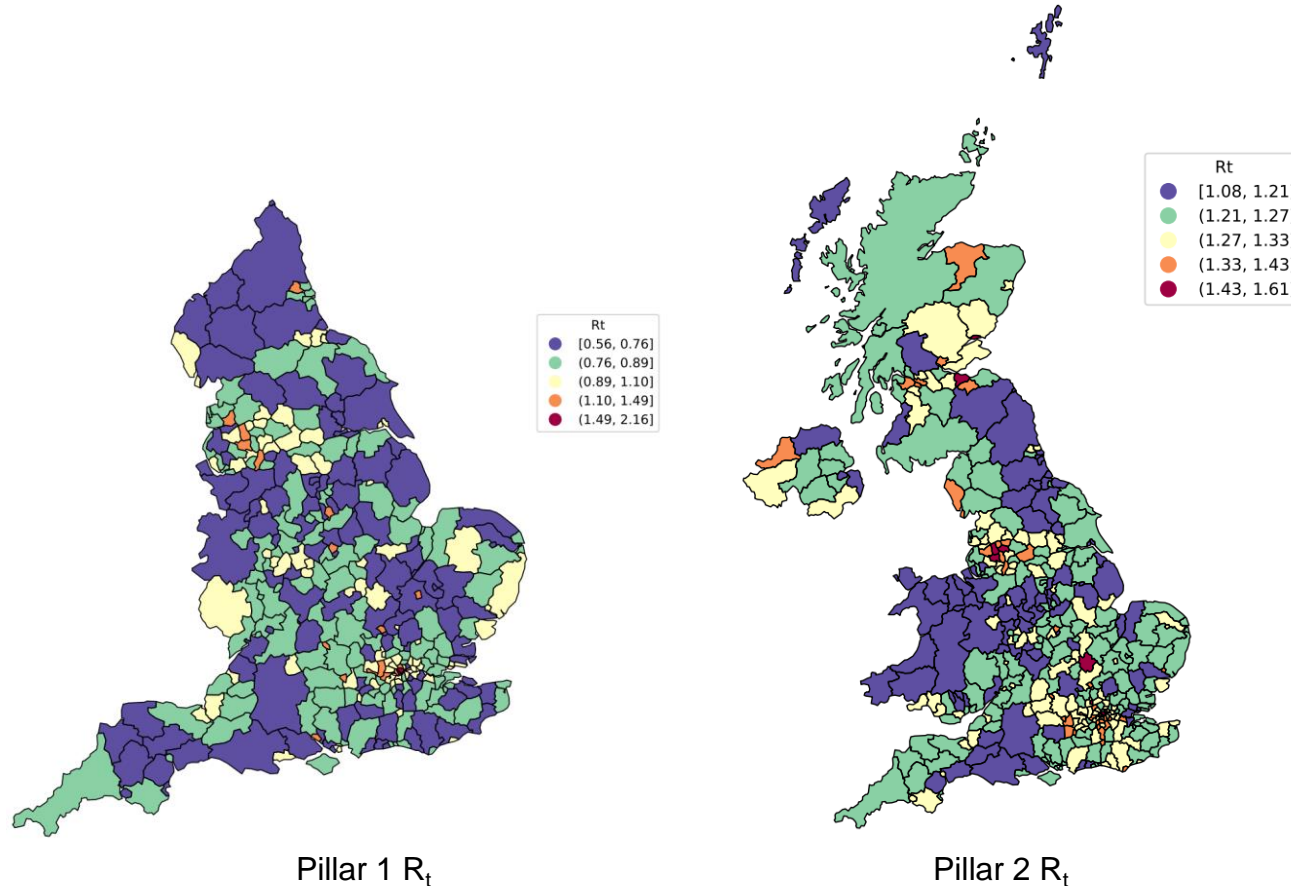 Rt
[0.56, 0.76]
(0.76, 0.89]
(0.89, 1.10]
(1.10, 1.49]
(1.49, 2.16]
Rt
[1.08, 1.21]
(1.21, 1.27]
(1.27, 1.33]
(1.33, 1.43]
(1.43, 1.61]
Pillar 1 Rt
Pillar 2 Rt